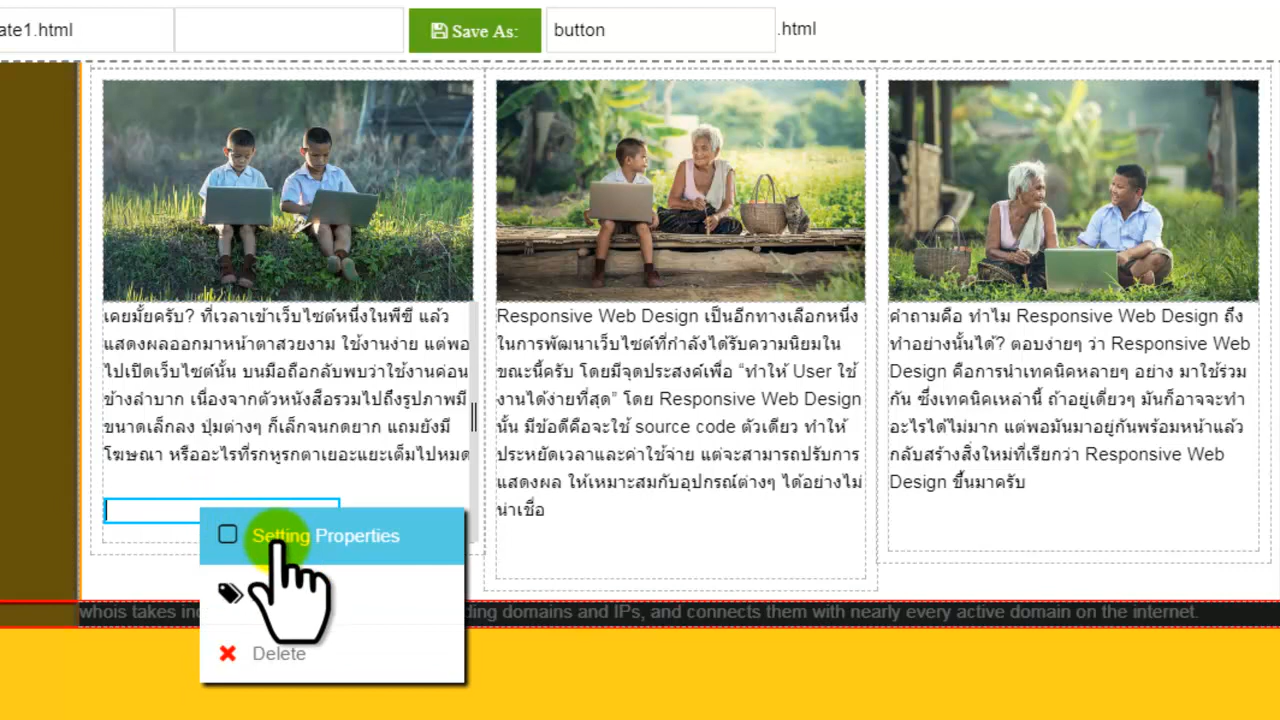 ate1.html
Save As:
button
.html
เคยมั้ยครับ? ที่เวลาเข้าเว็บไซต์หนึ่งในพีซี แล้ว
แสดงผลออกมาหน้าตาสวยงาม ใช้งานง่าย แต่พอ
ไปเปิดเว็บไซต์นั้น บนมือถือกลับพบว่าใช้งานค่อน
ข้างลำบาก เนื่องจากตัวหนังสือรวมไปถึงรูปภาพมี
ขนาดเล็กลง ปุ่มต่างๆ ก็เล็กจนกดยาก แถมยังมี
โฆษณา หรืออะไรที่รกหูรกตาเยอะแยะเต็มไปหมด
Responsive Web Design เป็นอีกทางเลือกหนึ่ง
ในการพัฒนาเว็บไซต์ที่กำลังได้รับความนิยมใน
ขณะนี้ครับ โดยมีจุดประสงค์เพื่อ “ทำให้ User ใช้
งานได้ง่ายที่สุด” โดย Responsive Web Design
นั้น มีข้อดีคือจะใช้ source code ตัวเดียว ทำให้
ประหยัดเวลาและค่าใช้จ่าย แต่จะสามารถปรับการ
แสดงผล ให้เหมาะสมกับอุปกรณ์ต่างๆ ได้อย่างไม่
น่าเชื่อ
คำถามคือ ทำไม Responsive Web Design ถึง
ทำอย่างนั้นได้? ตอบง่ายๆ ว่า Responsive Web
Design คือการนำเทคนิคหลายๆ อย่าง มาใช้ร่วม
กัน ซึ่งเทคนิคเหล่านี้ ถ้าอยู่เดี่ยวๆ มันก็อาจจะทำ
อะไรได้ไม่มาก แต่พอมันมาอยู่กันพร้อมหน้าแล้ว
กลับสร้างสิ่งใหม่ที่เรียกว่า Responsive Web
Design ขึ้นมาครับ
Setting Properties
Delete
whois takes ding domains and IPs, and connects them with nearly every active domain on the internet.